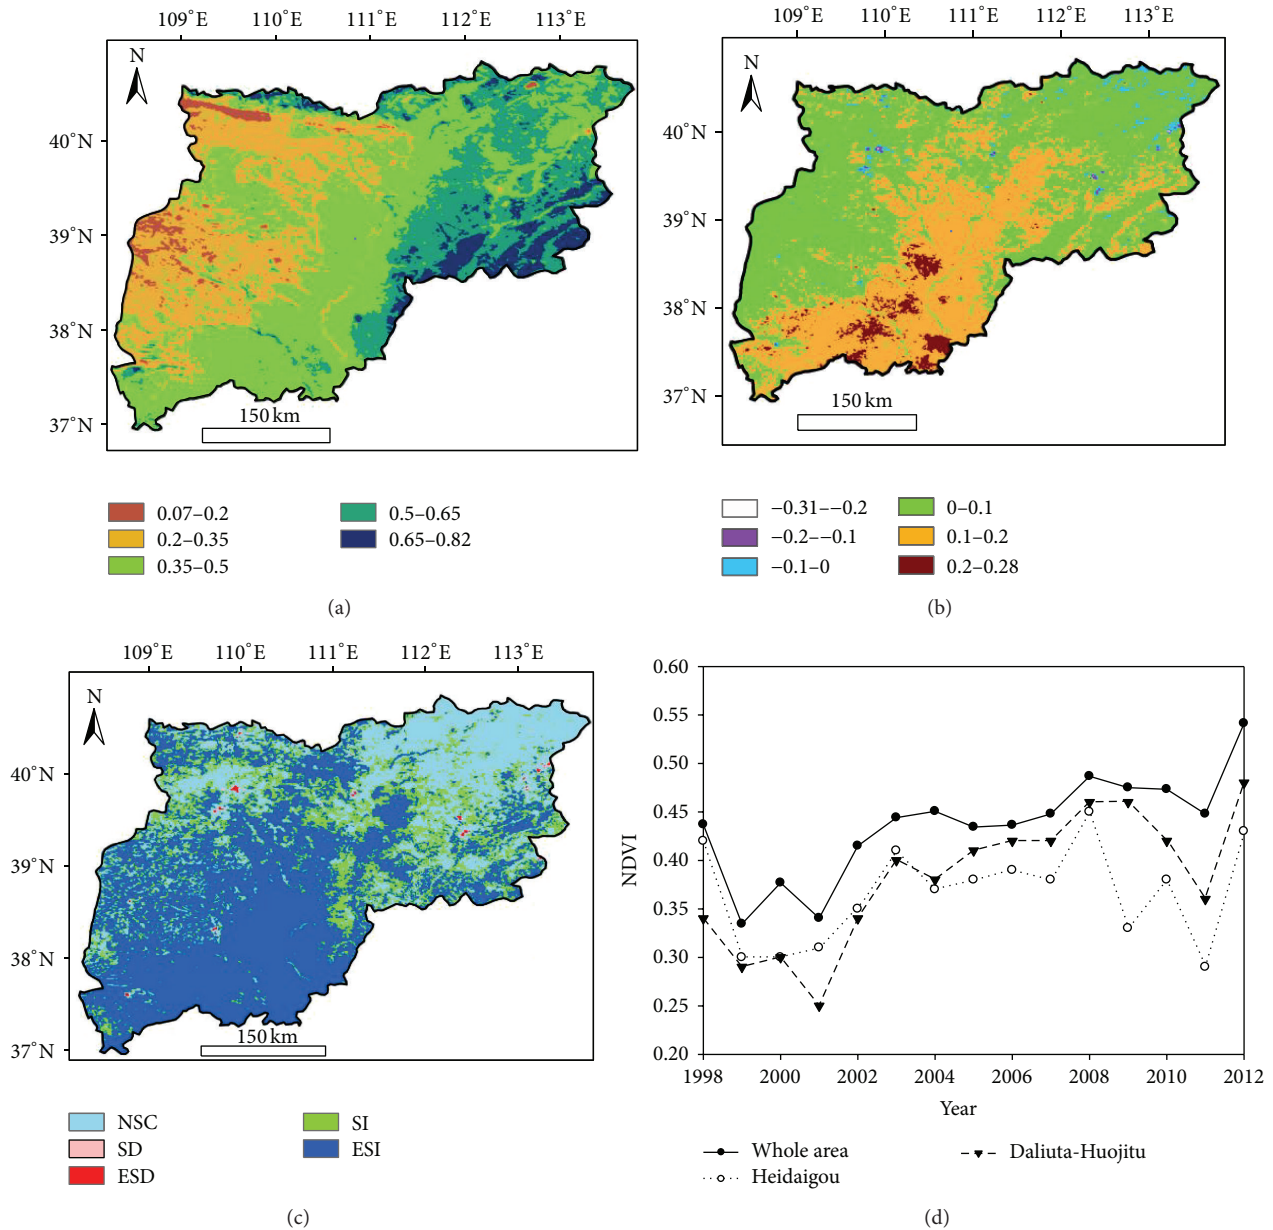 109°E 110°E 111°E 112°E 113°E
N
40°N
39°N
38°N
37°N
150 km
0.07–0.2
0.2–0.35
0.35–0.5
0.5–0.65
0.65–0.82
(a)
109°E 110°E 111°E 112°E 113°E
N
40°N
39°N
38°N
37°N
150 km
−0.31–−0.2
−0.2–−0.1
−0.1–0
0–0.1
0.1–0.2
0.2–0.28
(b)
109°E 110°E 111°E 112°E 113°E
N
40°N
39°N
38°N
37°N
150 km
NSC
SD
ESD
SI
ESI
(c)
0.60
0.55
0.50
0.45
0.40
0.35
0.30
0.25
0.20
NDVI
1998 2000 2002 2004 2006 2008 2010 2012
Year
Whole area
Heidaigou
Daliuta-Huojitu
(d)